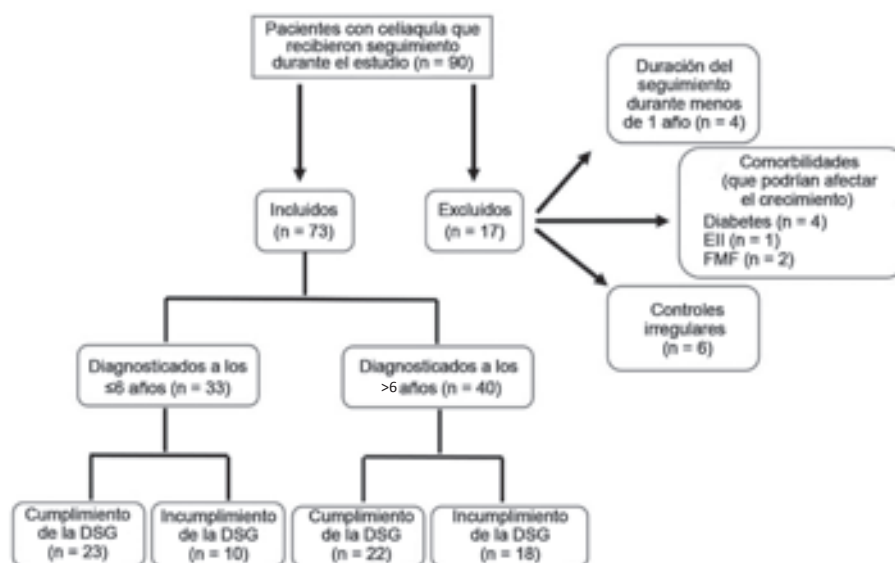 Pacientes con celiaquía que
recibieron seguimiento
durante el estudio (n = 90)
Duración del
seguimiento
durante menos
de 1 año (n = 4)
Comorbilidades
(que podrían afectar
el crecimiento)
Diabetes (n = 4)
EII (n = 1)
FMF (n = 2)
Incluidos
(n = 73)
Excluidos
(n = 17)
Controles
irregulares
(n = 6)
Diagnosticados a los
≤6 años (n = 33)
Diagnosticados a los
>6 años (n = 40)
Cumplimiento
de la DSG
(n = 23)
Incumplimiento
de la DSG
(n = 10)
Cumplimiento
de la DSG
(n = 22)
Incumplimiento
de la DSG
(n = 18)